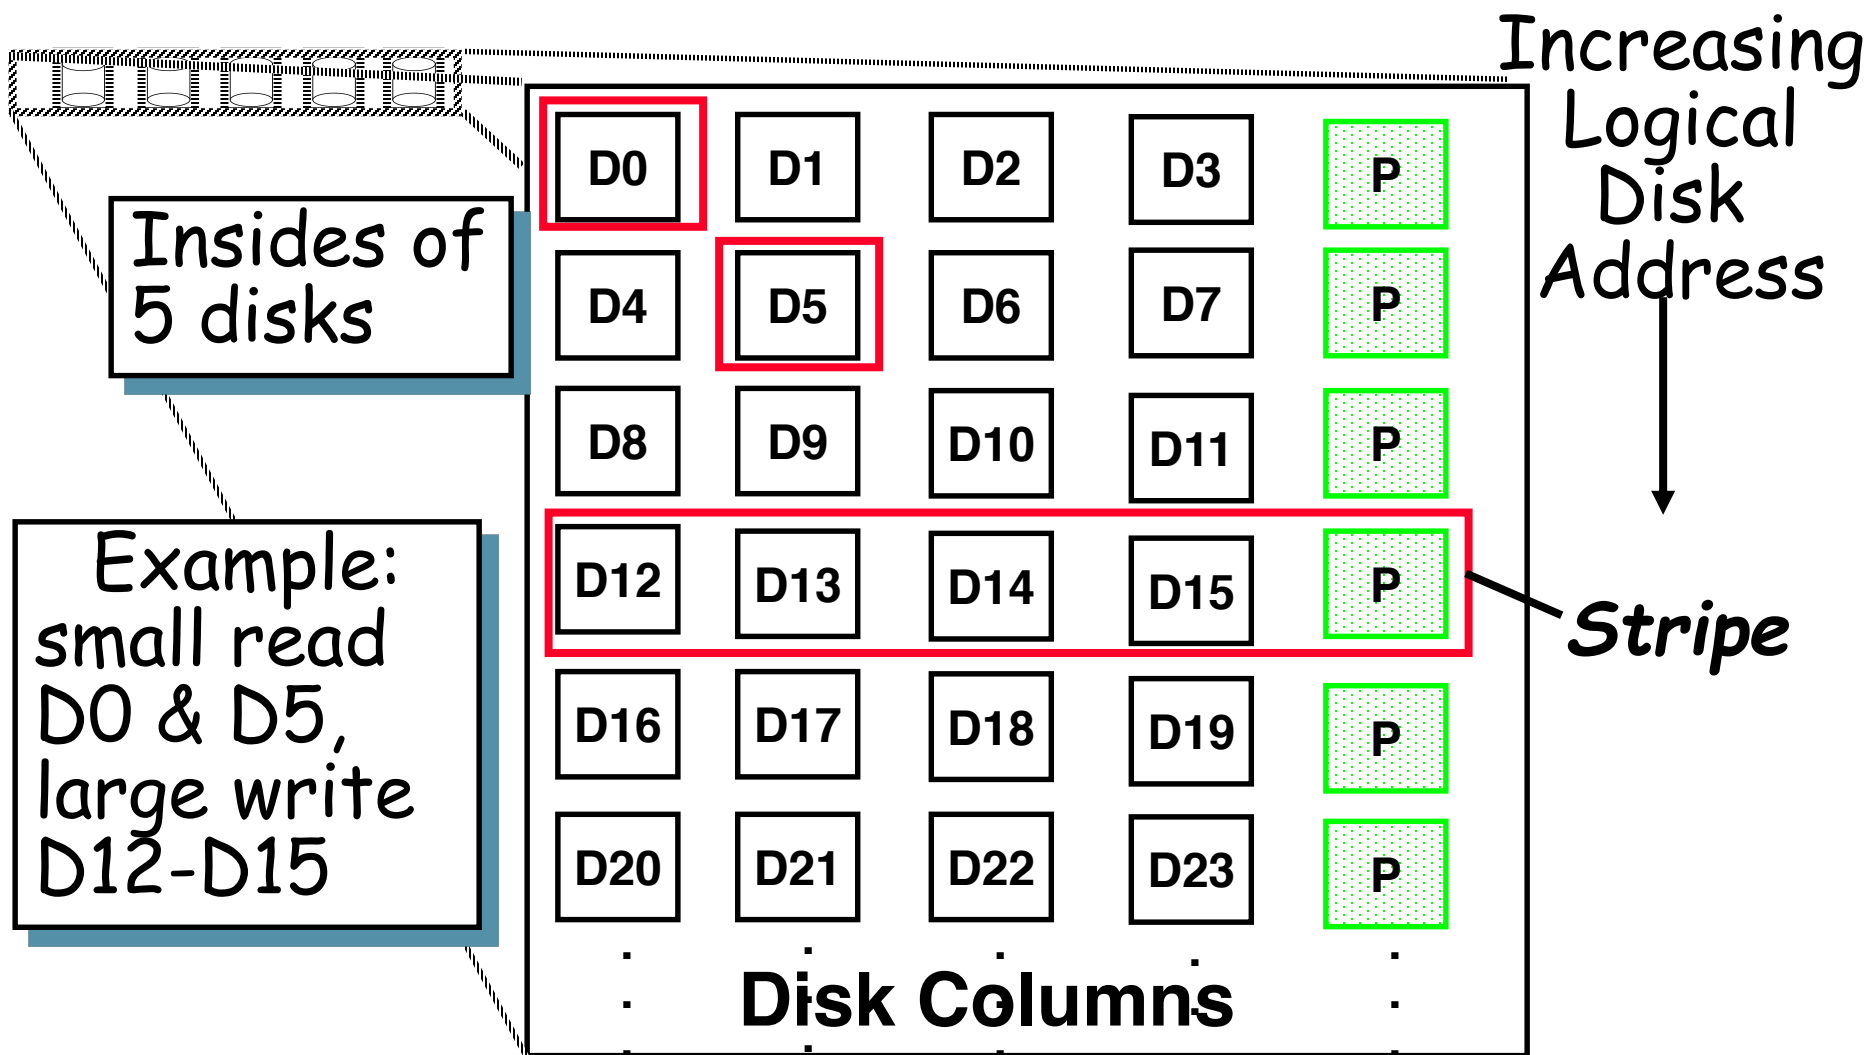 Increasing
Logical
Disk
Address
Insides of
5 disks
D0 D1 D2 D3 P
D4 D5 D6 D7 P
D8 D9 D10 D11 P
D12 D13 D14 D15 P
Stripe
D16 D17 D18 D19 P
D20 D21 D22 D23 P
Example:
small read
D0 & D5,
large write
D12-D15
Disk Columns